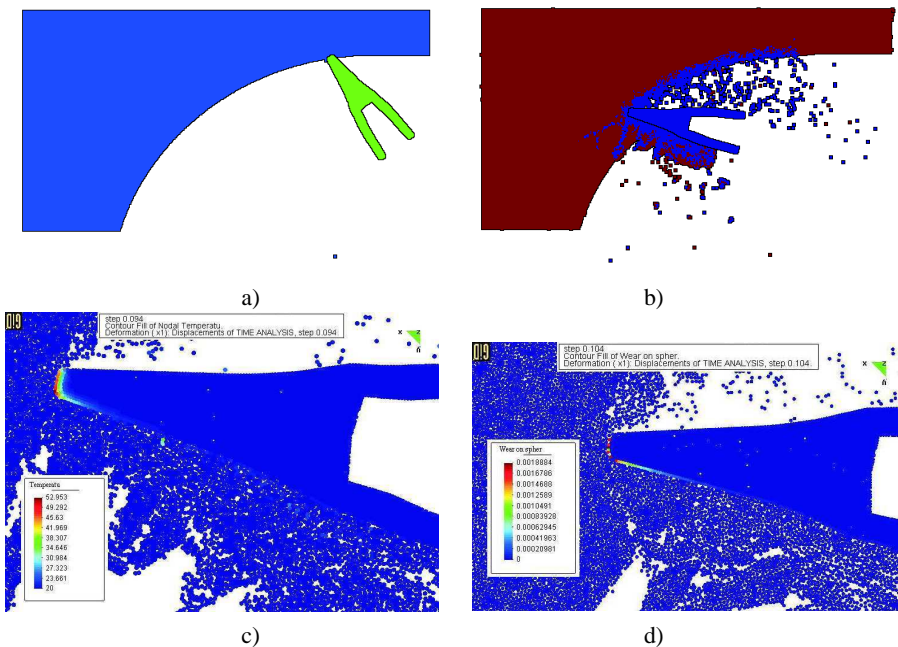 a)
b)
step 0.094
Contour Fill of Nodal Temperatu.
Deformation ( x1): Displacements of TIME ANALYSIS, step 0.094
x z
y
Temperatu
52.953
49.292
45.63
41.969
38.307
34.646
30.984
27.323
23.661
20
c)
step 0.104
Contour Fill of Wear on spher.
Deformation ( x1): Displacements of TIME ANALYSIS, step 0.104
x z
y
Wear on spher
0.0018884
0.0016786
0.0014688
0.0012589
0.0010491
0.00083928
0.00062945
0.00041963
0.00020981
0
d)